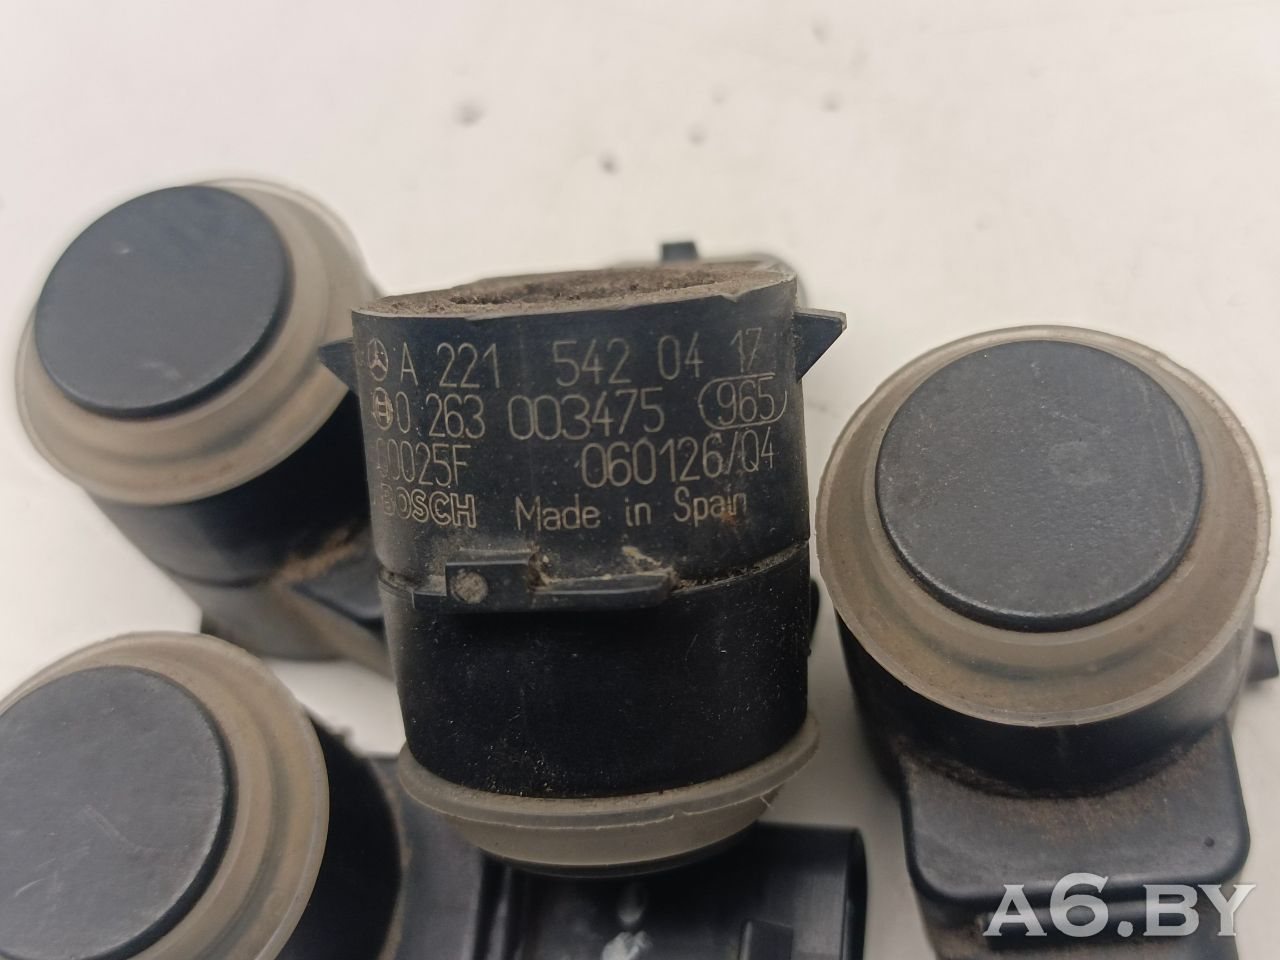 A 221 542 04 17
0 263 003475 965
00025F 060126/Q4
BOSCH Made in Spain
A6.BY